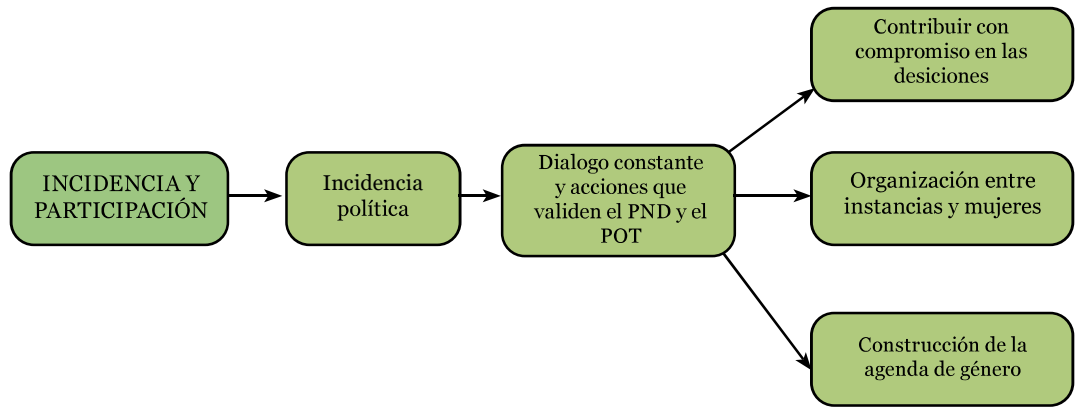 INCIDENCIA Y
PARTICIPACIÓN
Incidencia
política
Dialogo constante
y acciones que
validen el PND y el
POT
Contribuir con
compromiso en las
desiciones
Organización entre
instancias y mujeres
Construcción de la
agenda de género